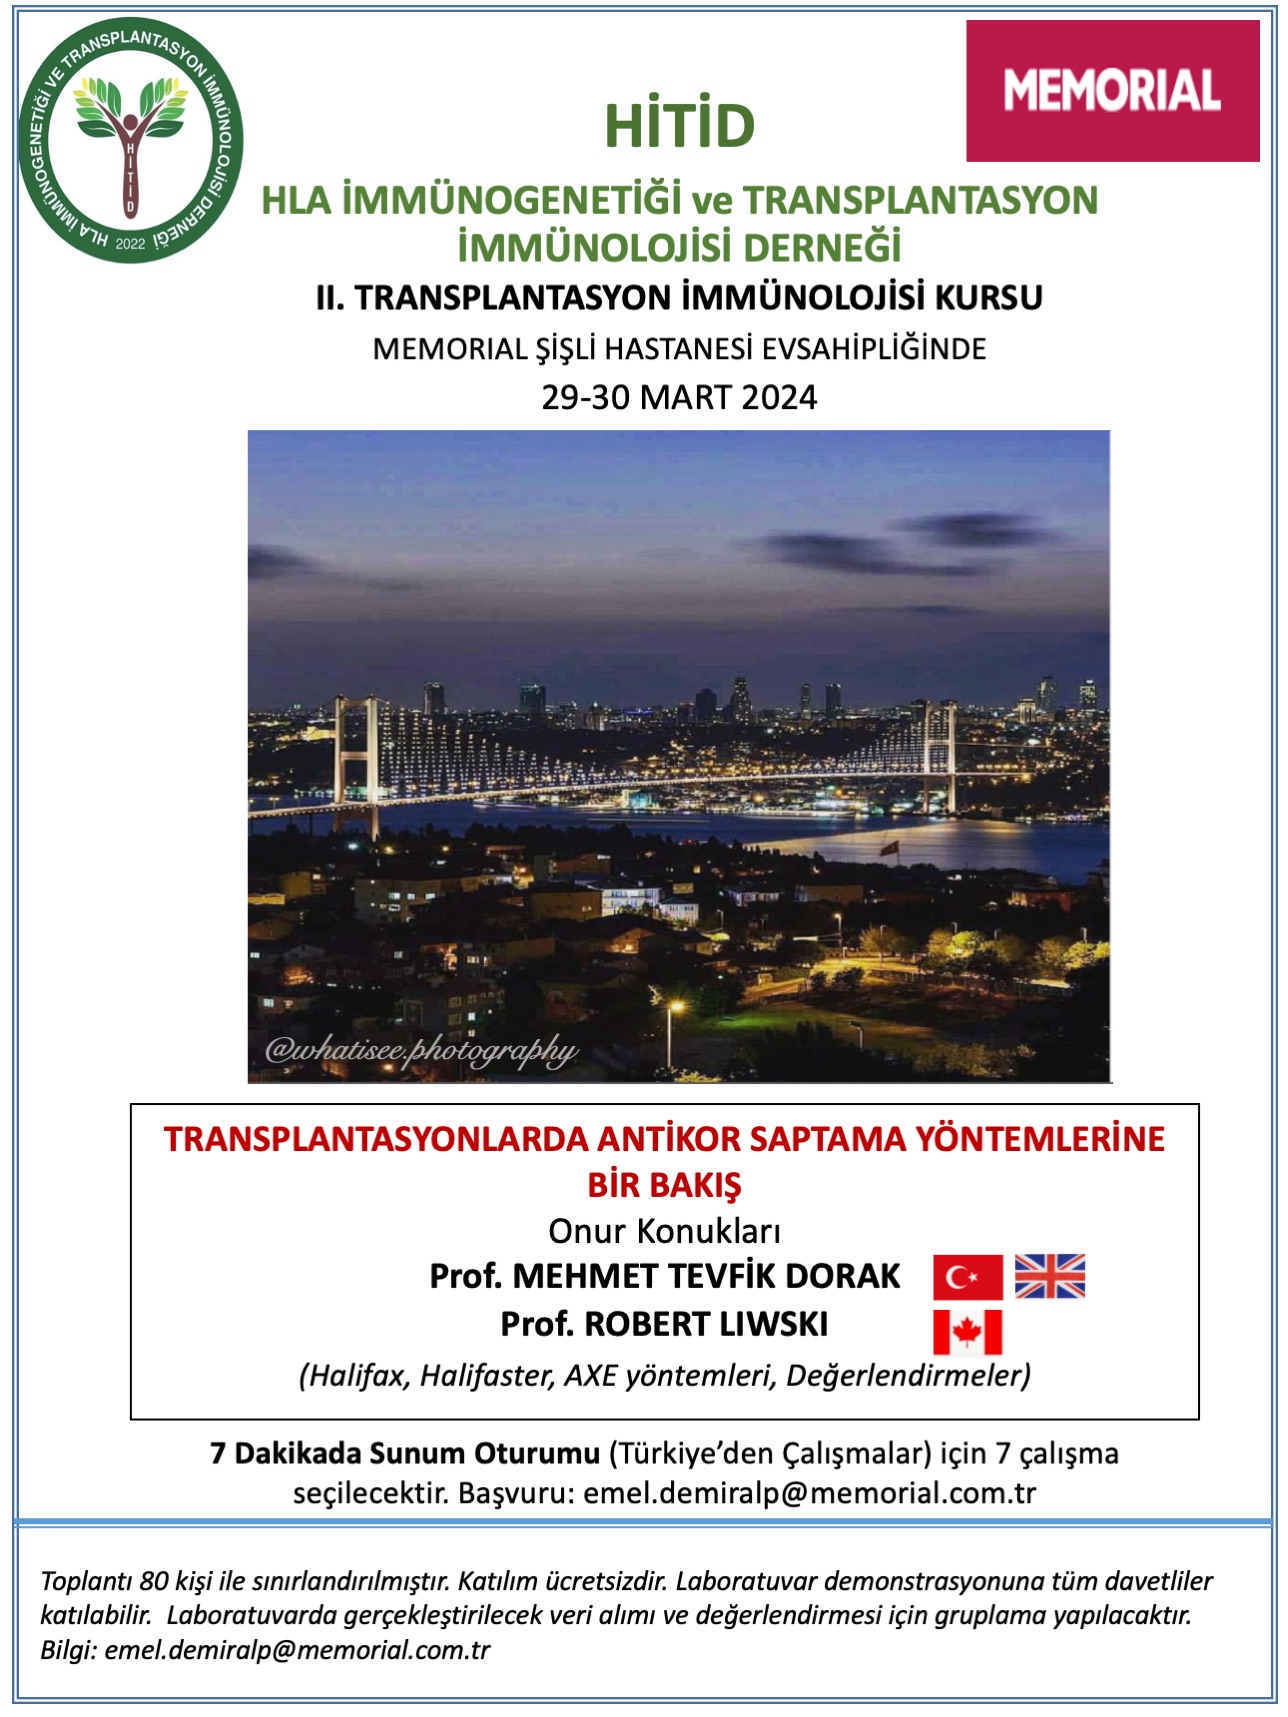 HLA İMMÜNOGENETİĞİ VE TRANSPLANTASYON İMMÜNOLOJİSİ DERNEĞİ
HİTİD
2022
MEMORIAL
HİTİD
HLA İMMÜNOGENETİĞİ ve TRANSPLANTASYON
İMMÜNOLOJİSİ DERNEĞİ
II. TRANSPLANTASYON İMMÜNOLOJİSİ KURSU
MEMORIAL ŞİŞLİ HASTANESİ EVSAHİPLİĞİNDE
29-30 MART 2024
@whatisee.photography
TRANSPLANTASYONLARDA ANTİKOR SAPTAMA YÖNTEMLERİNE
BİR BAKIŞ
Onur Konukları
Prof. MEHMET TEVFİK DORAK
Prof. ROBERT LIWSKI
(Halifax, Halifaster, AXE yöntemleri, Değerlendirmeler)
7 Dakikada Sunum Oturumu (Türkiye’den Çalışmalar) için 7 çalışma
seçilecektir. Başvuru: emel.demiralp@memorial.com.tr
Toplantı 80 kişi ile sınırlandırılmıştır. Katılım ücretsizdir. Laboratuvar demonstrasyonuna tüm davetliler
katılabilir. Laboratuvarda gerçekleştirilecek veri alımı ve değerlendirmesi için gruplama yapılacaktır.
Bilgi: emel.demiralp@memorial.com.tr